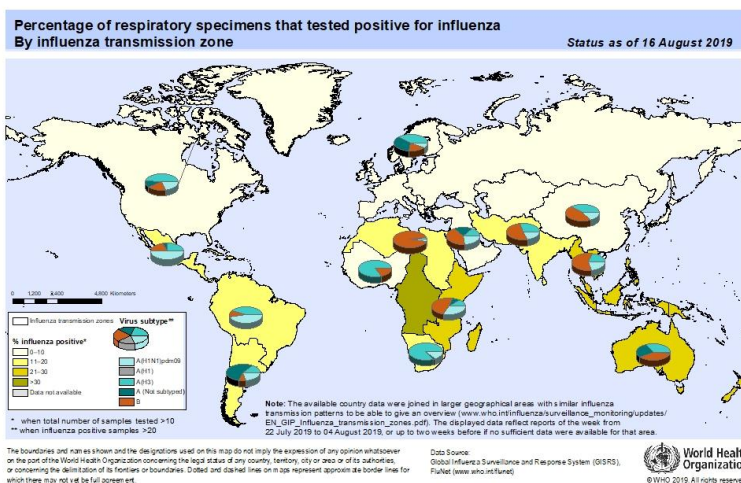 Percentage of respiratory specimens that tested positive for influenza
By influenza transmission zone
Status as of 16 August 2019
0 1,200 2,400 4,800 Kilometers
Influenza transmission zones
% influenza positive*
0–10
11–20
21–30
>30
Data not available
Virus subtype**
A(H1N1)pdm09
A(H1)
A(H3)
A (Not subtyped)
B
* when total number of samples tested >10
** when influenza positive samples >20
Note: The available country data were joined in larger geographical areas with similar influenza
transmission patterns to be able to give an overview (www.who.int/influenza/surveillance_monitoring/updates/
EN_GIP_Influenza_transmission_zones.pdf). The displayed data reflect reports of the week from
22 July 2019 to 04 August 2019, or up to two weeks before if no sufficient data were available for that area.
The boundaries and names shown and the designations used on this map do not imply the expression of any opinion whatsoever
on the part of the World Health Organization concerning the legal status of any country, territory, city or area or of its authorities,
or concerning the delimitation of its frontiers or boundaries. Dotted and dashed lines on maps represent approximate border lines for
which there may not yet be full agreement.
Data Source:
Global Influenza Surveillance and Response System (GISRS),
FluNet (www.who.int/flunet)
World Healt
Organizatio
© WHO 2019. All rights reserve